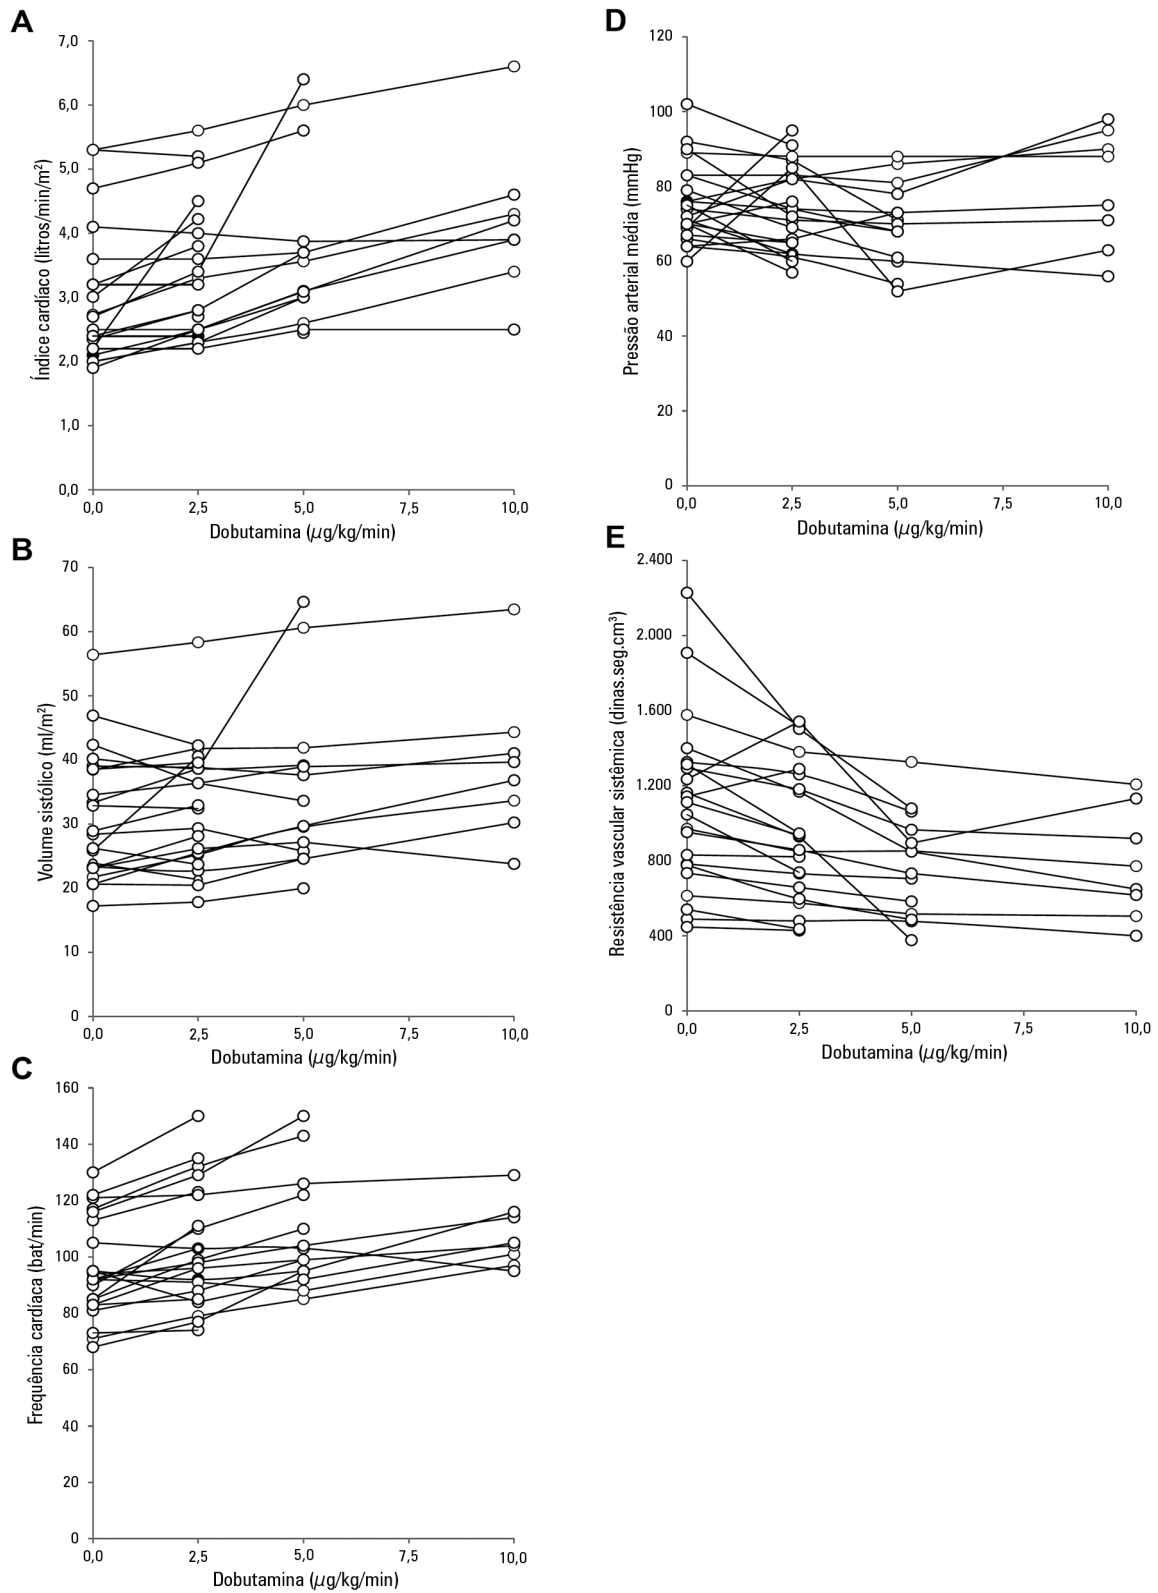 A
7,0
6,0
5,0
4,0
3,0
2,0
1,0
0,0
Índice cardíaco (litros/min/m²)
0,0 2,5 5,0 7,5 10,0
Dobutamina (µg/kg/min)
B
70
60
50
40
30
20
10
0
Volume sistólico (ml/m²)
0,0 2,5 5,0 7,5 10,0
Dobutamina (µg/kg/min)
C
160
140
120
100
80
60
40
20
0
Frequência cardíaca (bat/min)
0,0 2,5 5,0 7,5 10,0
Dobutamina (µg/kg/min)
D
120
100
80
60
40
20
0
Pressão arterial média (mmHg)
0,0 2,5 5,0 7,5 10,0
Dobutamina (µg/kg/min)
E
2.400
2.000
1.600
1.200
800
400
0
Resistência vascular sistêmica (dinas.seg.cm³)
0,0 2,5 5,0 7,5 10,0
Dobutamina (µg/kg/min)